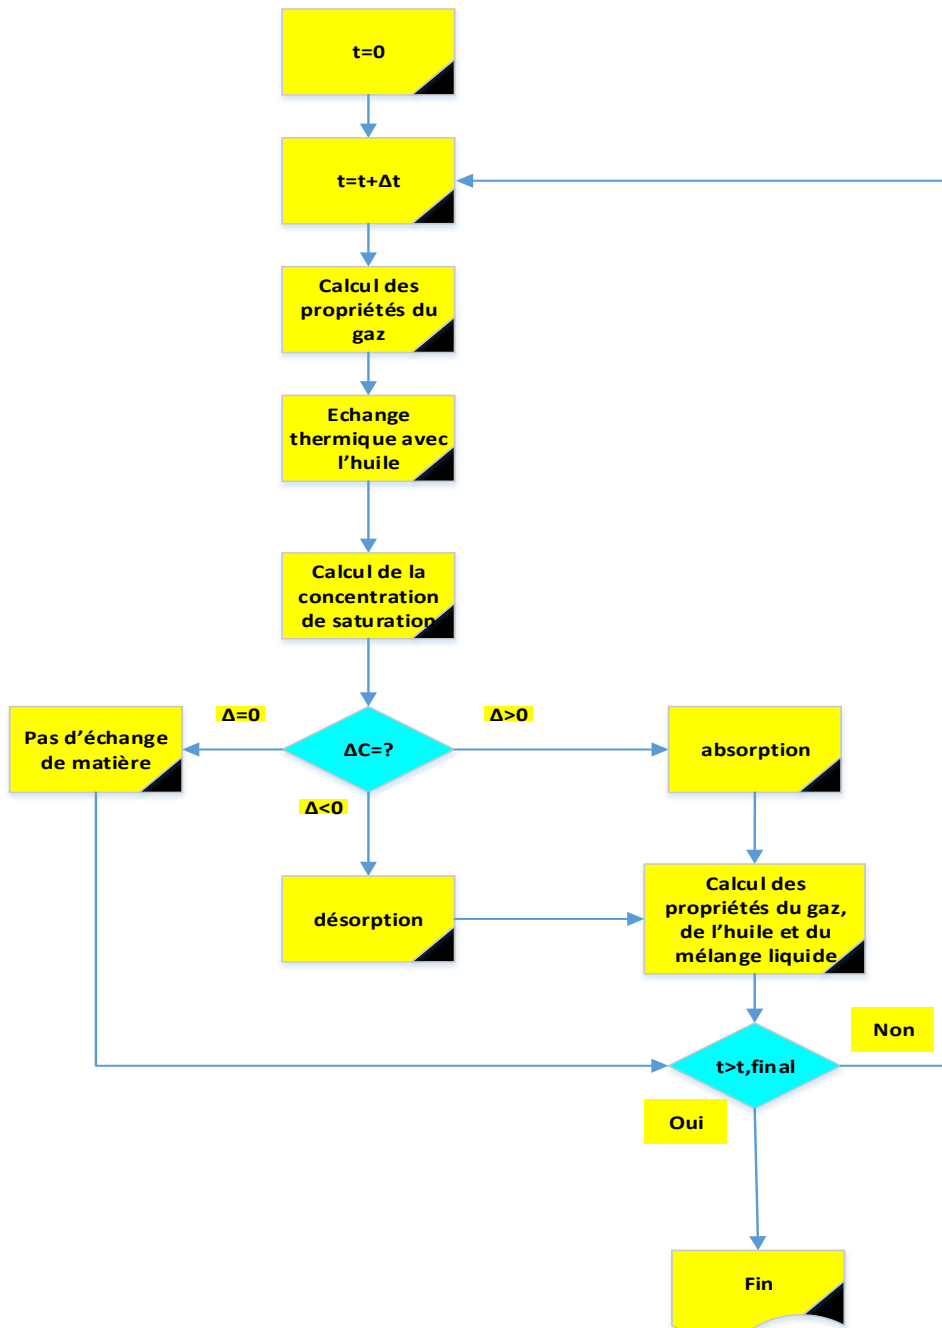 t=0
t=t+Δt
Calcul des
propriétés du
gaz
Echange
thermique avec
l’huile
Calcul de la
concentration
de saturation
Δ=0
Δ>0
Pas d’échange
de matière
ΔC=?
absorption
Δ<0
désorption
Calcul des
propriétés du gaz,
de l’huile et du
mélange liquide
Non
t>t,final
Oui
Fin